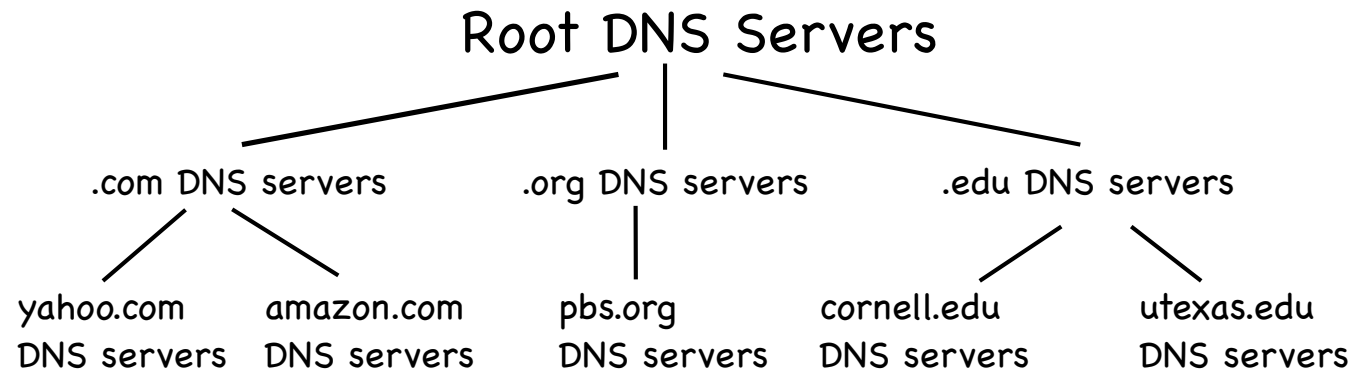 Root DNS Servers
.com DNS servers
.org DNS servers
.edu DNS servers
yahoo.com
DNS servers
amazon.com
DNS servers
pbs.org
DNS servers
cornell.edu
DNS servers
utexas.edu
DNS servers